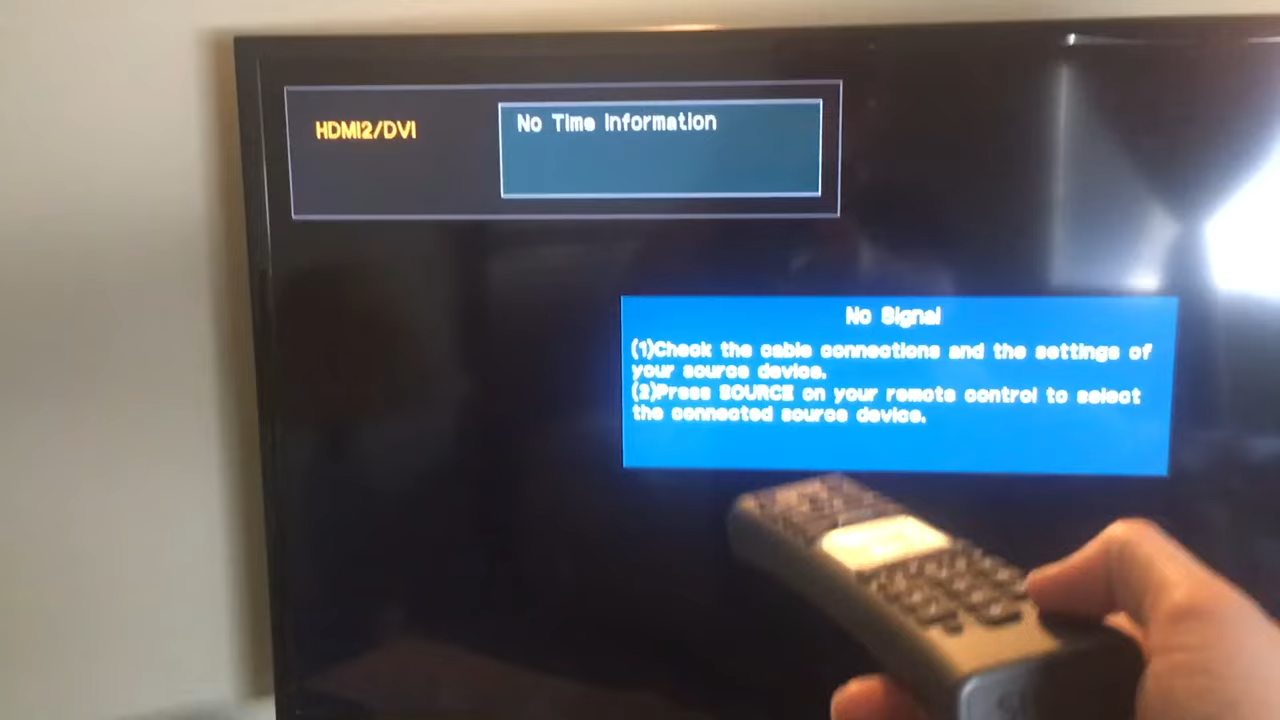 HDMI2/DVI
No Time Information
No Signal
(1)Check the cable connections and the settings of
your source device.
(2)Press SOURCE on your remote control to select
the connected source device.